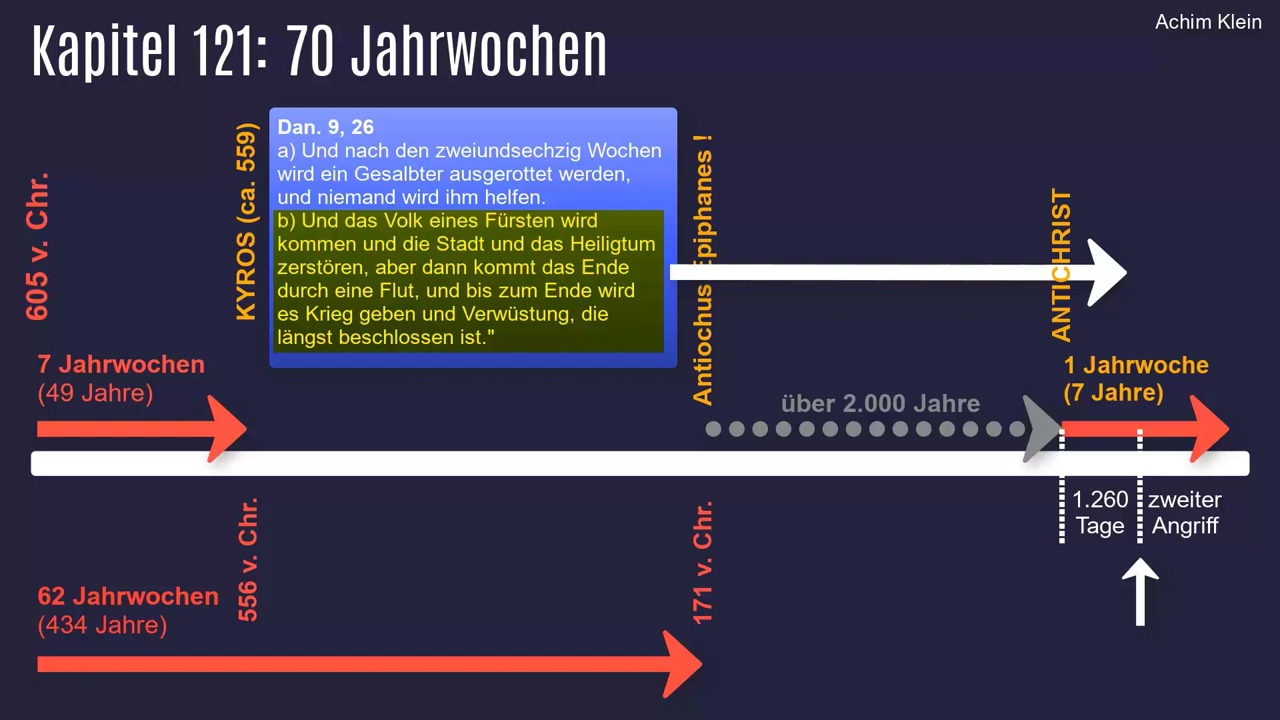 Kapitel 121: 70 Jahrwochen
Achim Klein
605 v. Chr.
KYROS (ca. 559)
Dan. 9, 26
a) Und nach den zweiundsechzig Wochen
wird ein Gesalbter ausgerottet werden,
und niemand wird ihm helfen.
b) Und das Volk eines Fürsten wird
kommen und die Stadt und das Heiligtum
zerstören, aber dann kommt das Ende
durch eine Flut, und bis zum Ende wird
es Krieg geben und Verwüstung, die
längst beschlossen ist."
Antiochus Epiphanes !
ANTICHRIST
7 Jahrwochen
(49 Jahre)
über 2.000 Jahre
1 Jahrwoche
(7 Jahre)
1.260
Tage
zweiter
Angriff
556 v. Chr.
171 v. Chr.
62 Jahrwochen
(434 Jahre)